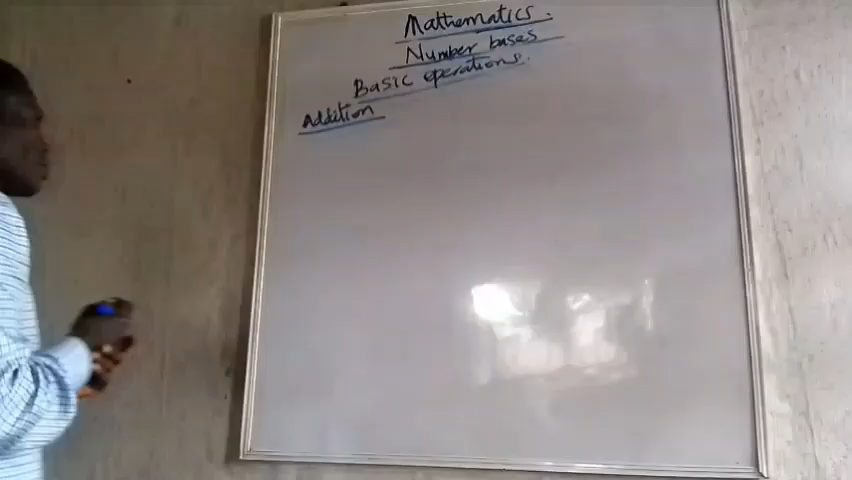 Mathematics.
Number bases
Basic operations.
Addition